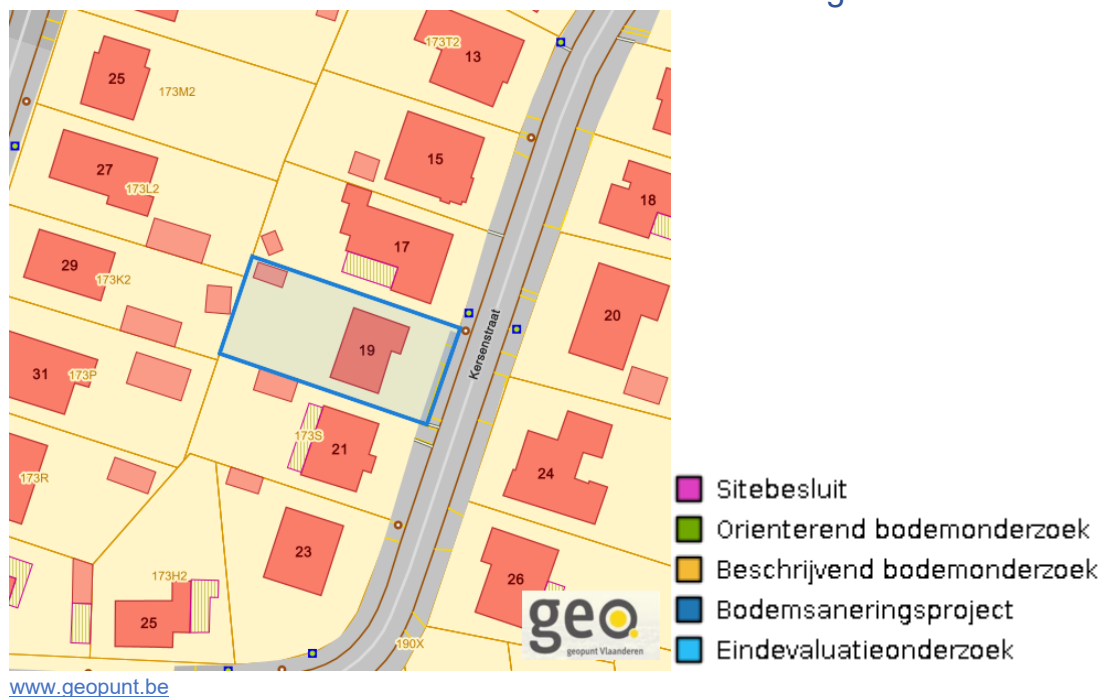 173T2
13
25
173M2
15
27
173L2
18
17
29
173K2
20
19
Kersenstraat
31
173P
173S
21
24
173R
23
26
173H2
25
190X
geo
geopunt Vlaanderen
Sitebesluit
Orienterend bodemonderzoek
Beschrijvend bodemonderzoek
Bodemsaneringsproject
Eindevaluatieonderzoek
www.geopunt.be